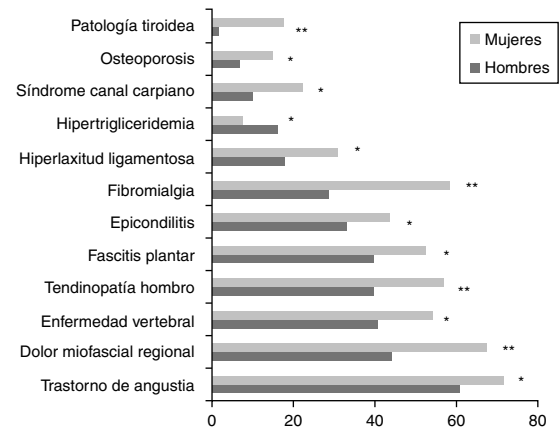 Patología tiroidea
**
Mujeres
Hombres
Osteoporosis
*
Síndrome canal carpiano
*
Hipertrigliceridemia
*
Hiperlaxitud ligamentosa
*
Fibromialgia
**
Epicondilitis
*
Fascitis plantar
*
Tendinopatía hombro
**
Enfermedad vertebral
*
Dolor miofascial regional
**
Trastorno de angustia
*
0 20 40 60 80